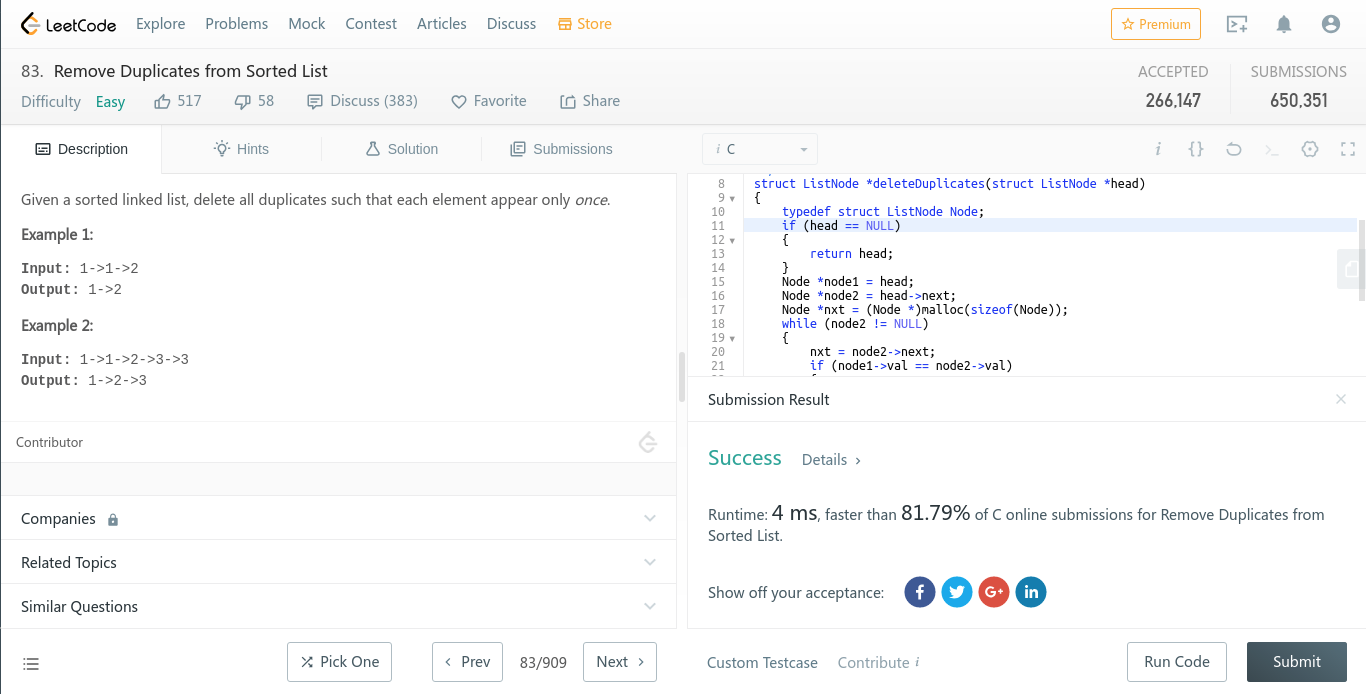 LeetCode Explore Problems Mock Contest Articles Discuss Store Premium
83. Remove Duplicates from Sorted List
ACCEPTED SUBMISSIONS
Difficulty Easy 517 58 Discuss (383) Favorite Share
266,147 650,351
Description Hints Solution Submissions
Given a sorted linked list, delete all duplicates such that each element appear only once.
Example 1:
Input: 1->1->2
Output: 1->2
Example 2:
Input: 1->1->2->3->3
Output: 1->2->3
Contributor
Companies
Related Topics
Similar Questions
Pick One Prev 83/909 Next
i C
i {}
8 struct ListNode *deleteDuplicates(struct ListNode *head)
9 {
10 typedef struct ListNode Node;
11 if (head == NULL)
12 {
13 return head;
14 }
15 Node *node1 = head;
16 Node *node2 = head->next;
17 Node *nxt = (Node *)malloc(sizeof(Node));
18 while (node2 != NULL)
19 {
20 nxt = node2->next;
21 if (node1->val == node2->val)
Submission Result
Success Details
Runtime: 4 ms, faster than 81.79% of C online submissions for Remove Duplicates from
Sorted List.
Show off your acceptance: f G+ in
Custom Testcase Contribute i Run Code Submit